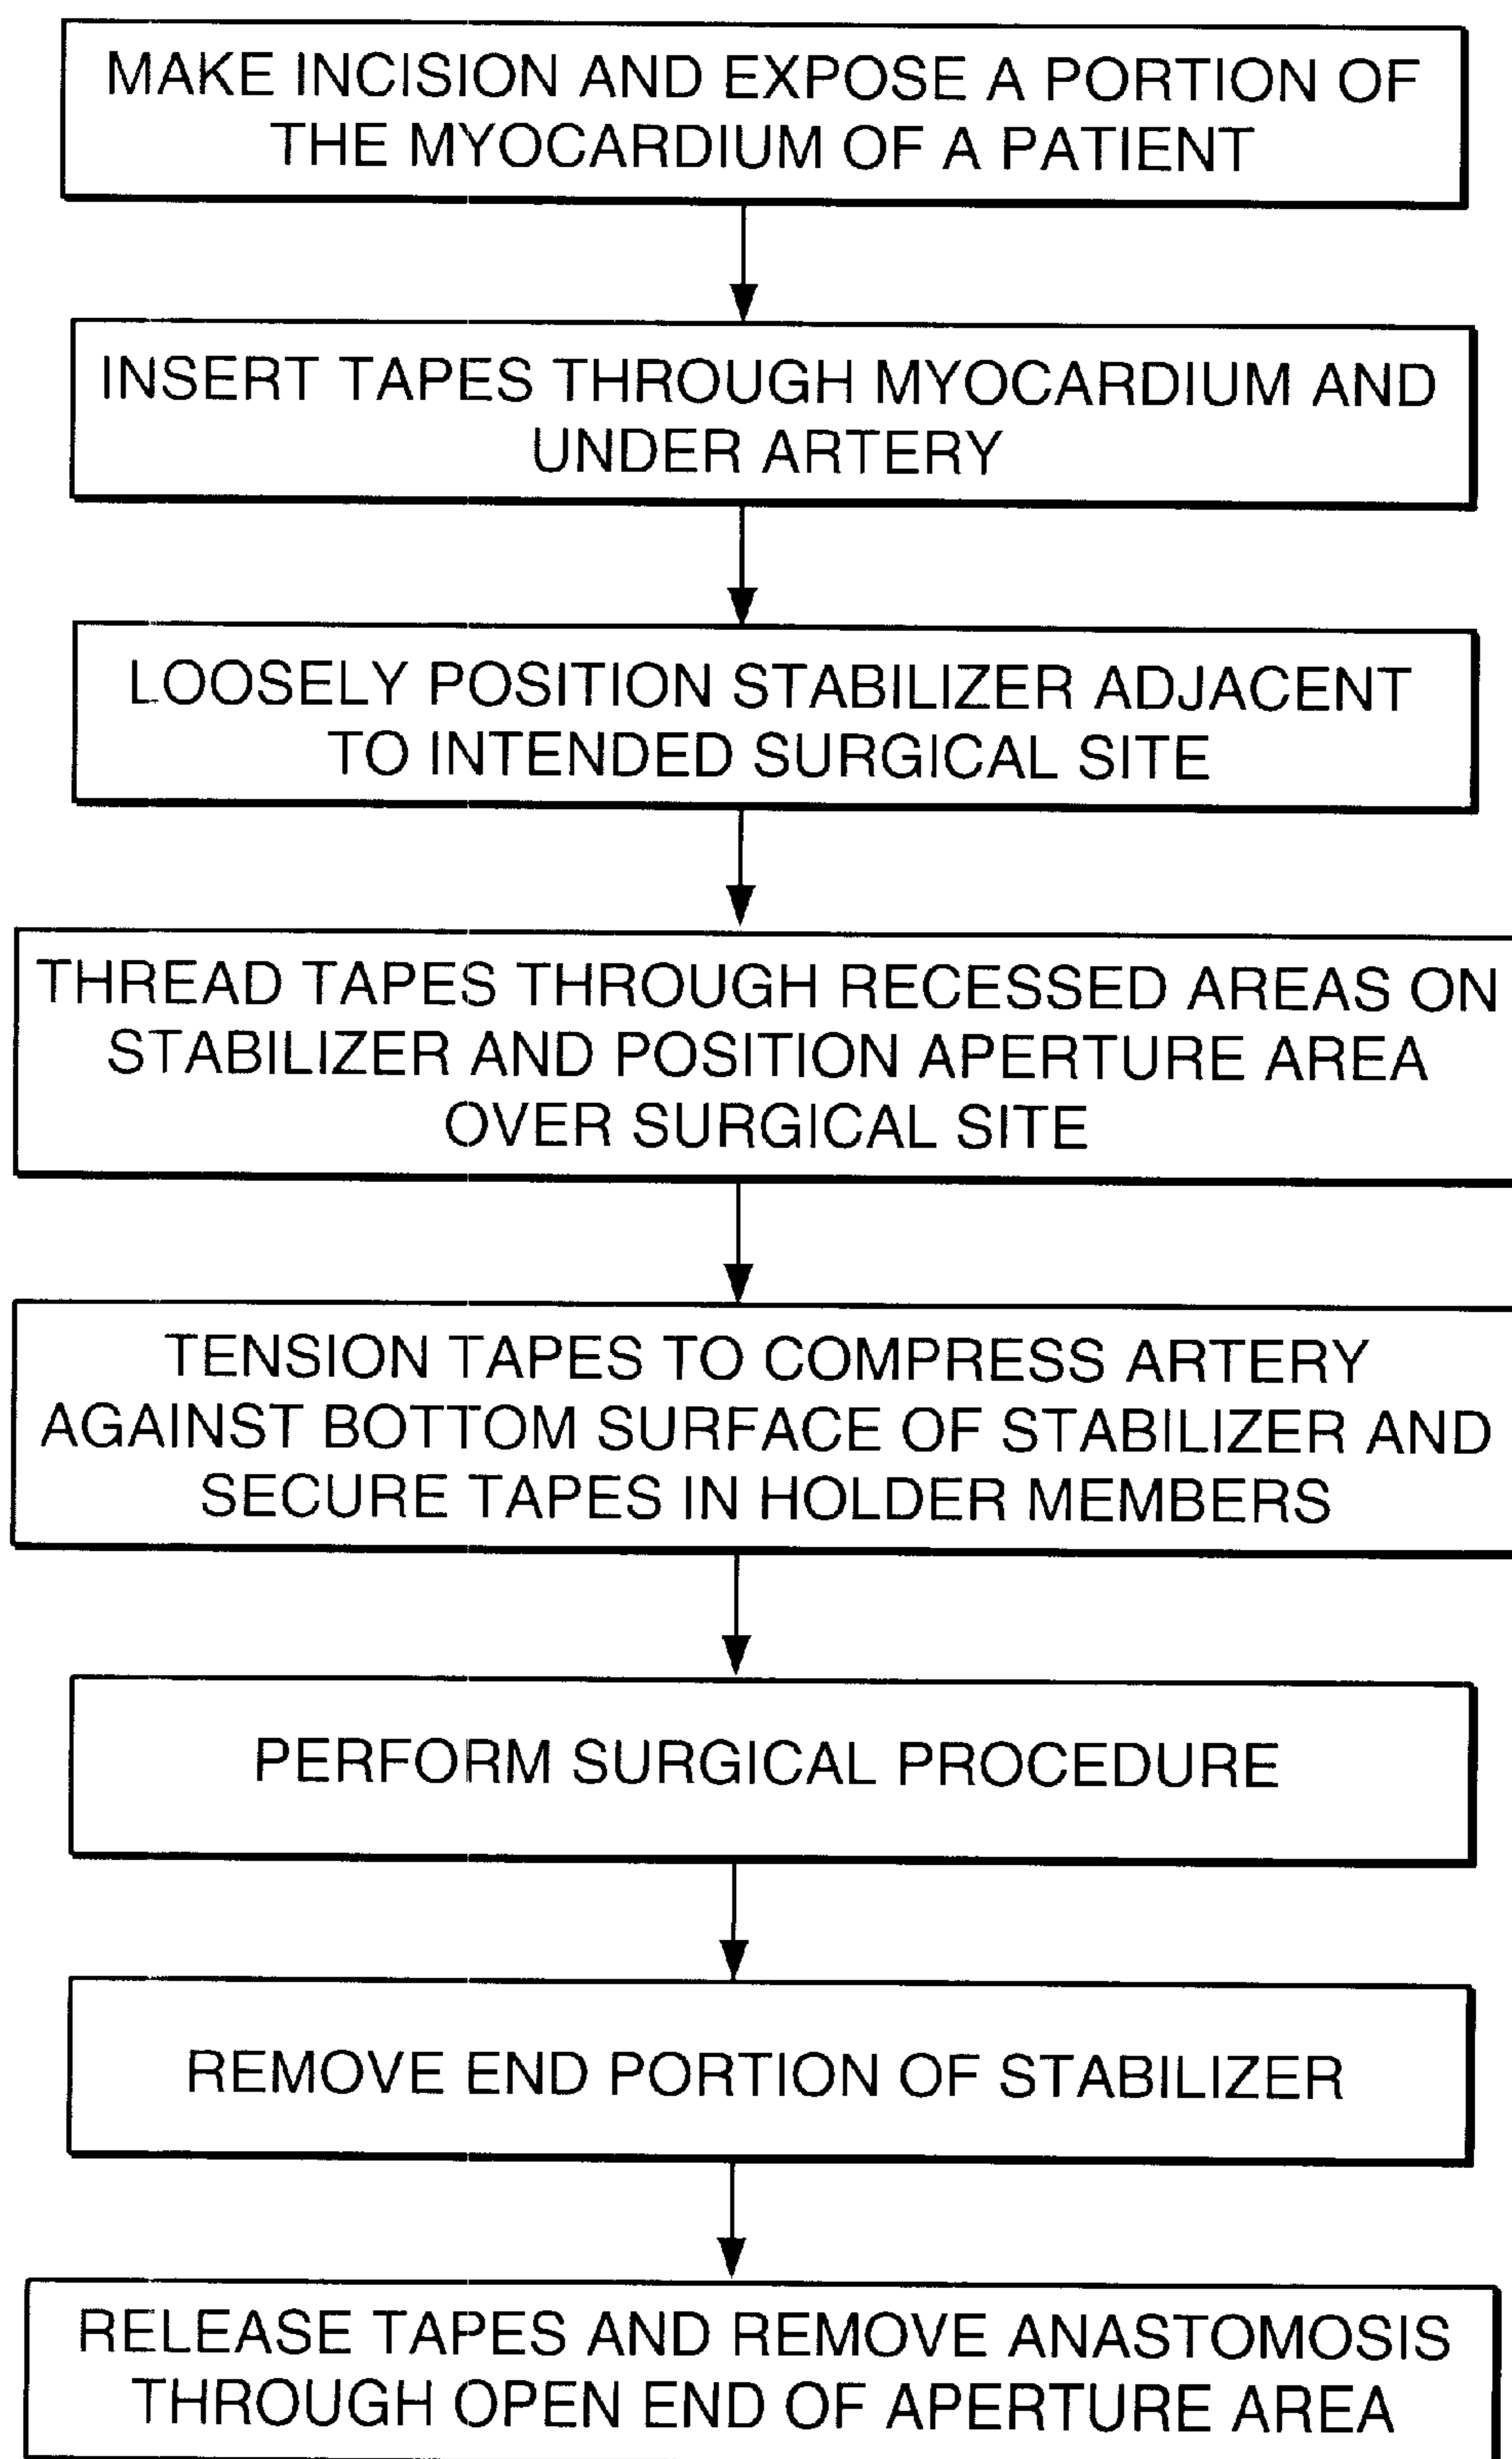 MAKE INCISION AND EXPOSE A PORTION OF
THE MYOCARDIUM OF A PATIENT
INSERT TAPES THROUGH MYOCARDIUM AND
UNDER ARTERY
LOOSELY POSITION STABILIZER ADJACENT
TO INTENDED SURGICAL SITE
THREAD TAPES THROUGH RECESSED AREAS ON
STABILIZER AND POSITION APERTURE AREA
OVER SURGICAL SITE
TENSION TAPES TO COMPRESS ARTERY
AGAINST BOTTOM SURFACE OF STABILIZER AND
SECURE TAPES IN HOLDER MEMBERS
PERFORM SURGICAL PROCEDURE
REMOVE END PORTION OF STABILIZER
RELEASE TAPES AND REMOVE ANASTOMOSIS
THROUGH OPEN END OF APERTURE AREA